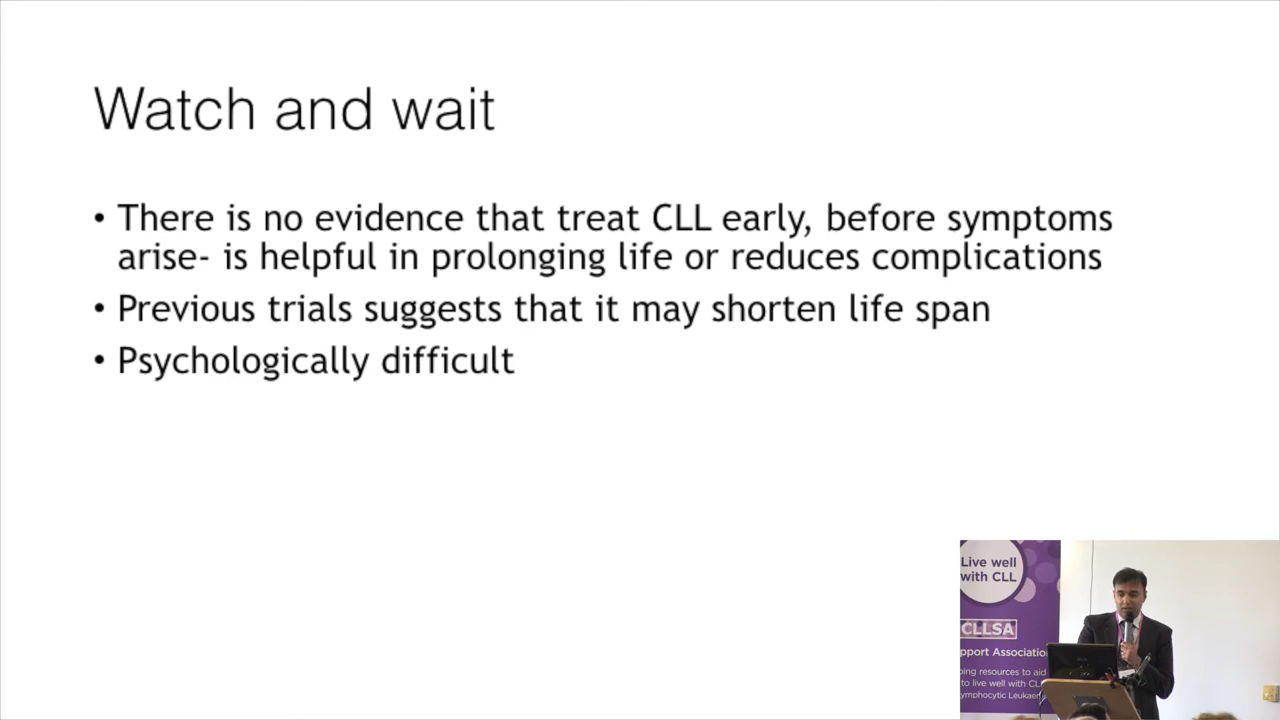 Watch and wait
• There is no evidence that treat CLL early, before symptoms
arise- is helpful in prolonging life or reduces complications
• Previous trials suggests that it may shorten life span
• Psychologically difficult
Live well
with CLL
CLLSA
pport Association
ping resources to aid
to live well with CL
ymphocytic Leukae